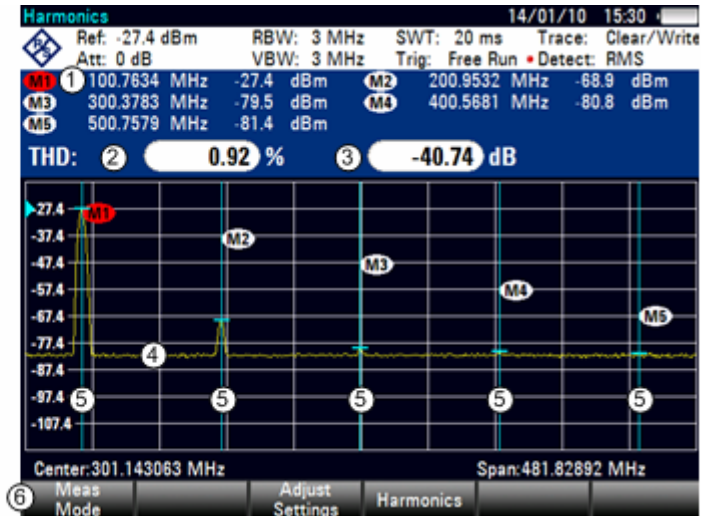 Harmonics 14/01/10 15:30
Ref: -27.4 dBm RBW: 3 MHz SWT: 20 ms Trace: Clear/Write
Att: 0 dB VBW: 3 MHz Trig: Free Run • Detect: RMS
M1 1 100.7634 MHz -27.4 dBm M2 200.9532 MHz -68.9 dBm
M3 300.3783 MHz -79.5 dBm M4 400.5681 MHz -80.8 dBm
M5 500.7579 MHz -81.4 dBm
THD: 2 0.92 % 3 -40.74 dB
-27.4 M1
-37.4 M2
-47.4 M3
-57.4 M4
-67.4 M5
-77.4
4
-87.4
-97.4 5 5 5 5 5
-107.4
Center:301.143063 MHz Span:481.82892 MHz
6 Meas Mode Adjust Settings Harmonics